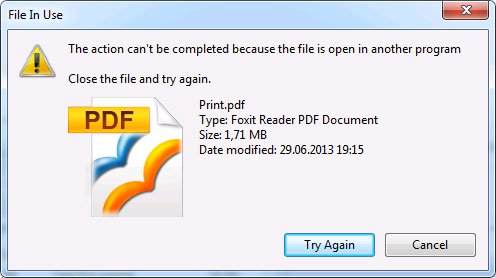 File In Use
The action can't be completed because the file is open in another program
Close the file and try again.
PDF
Print.pdf
Type: Foxit Reader PDF Document
Size: 1,71 MB
Date modified: 29.06.2013 19:15
Try Again
Cancel